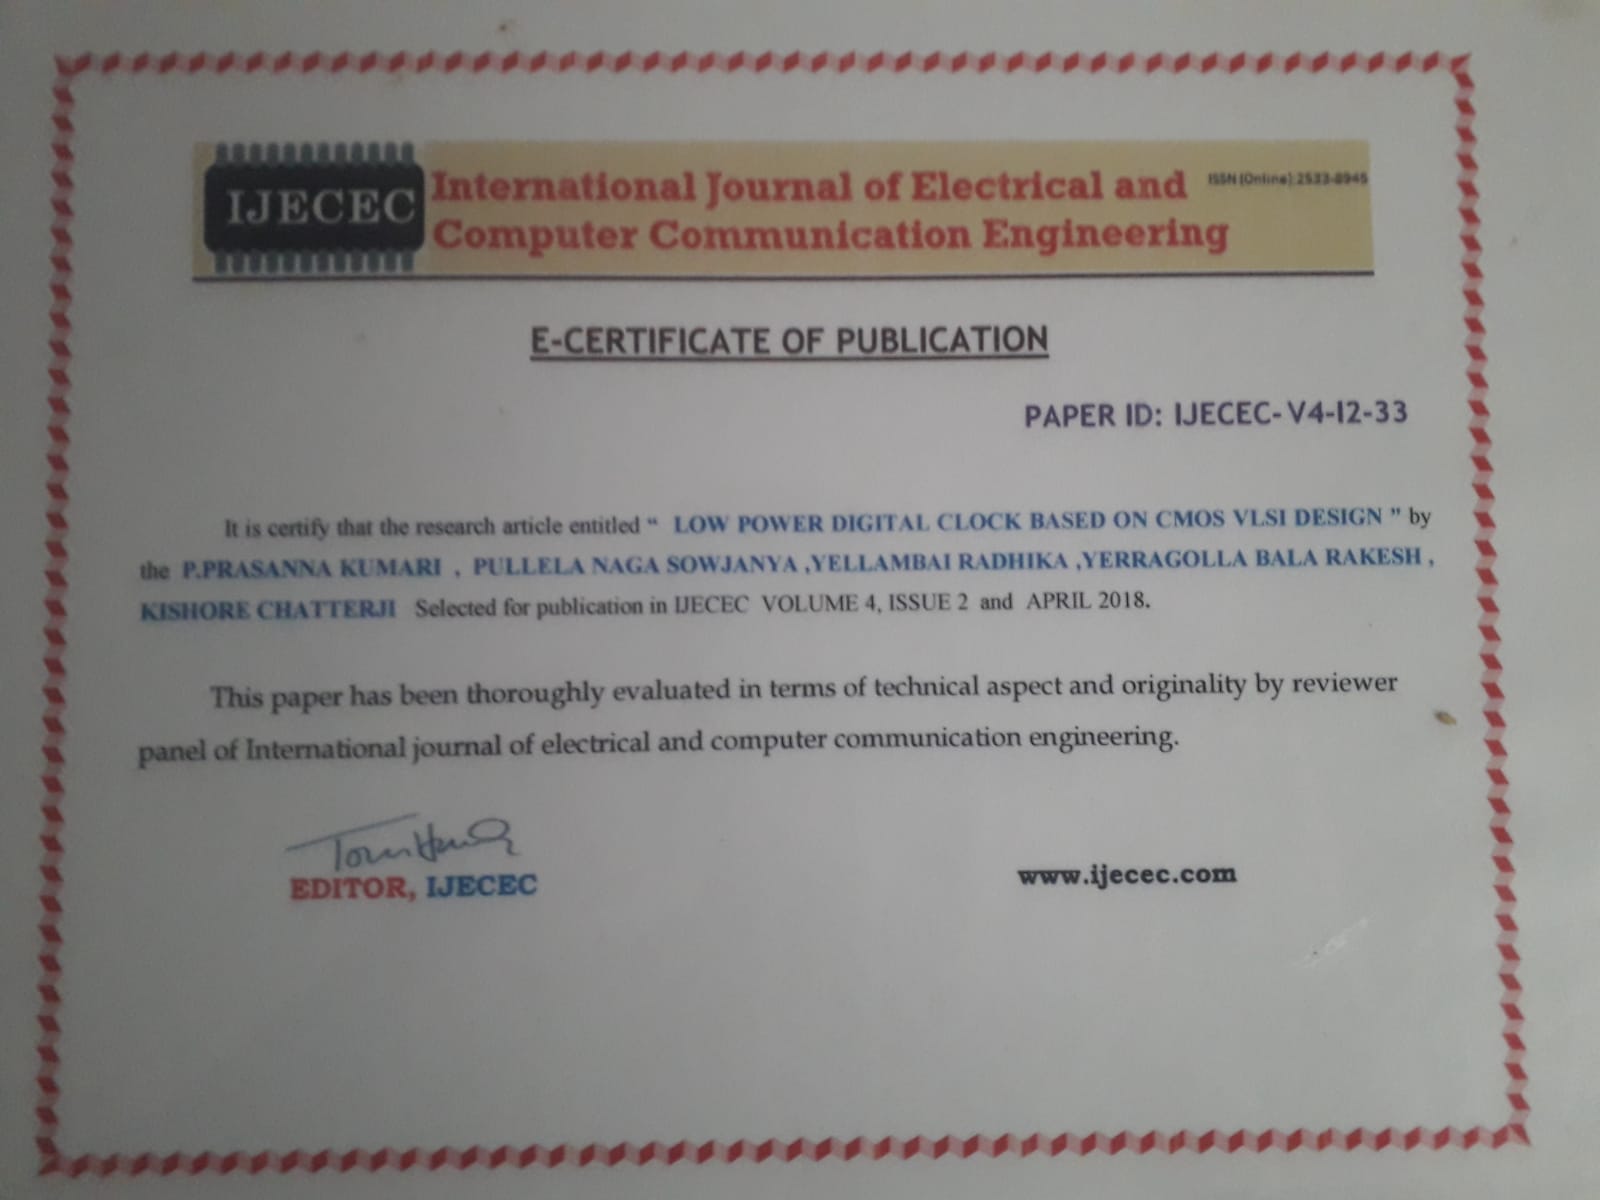 IJECEC
International Journal of Electrical and
ISSN (Online): 2533-8945
Computer Communication Engineering
E-CERTIFICATE OF PUBLICATION
PAPER ID: IJECEC- V4-I2-33
It is certify that the research article entitled “ LOW POWER DIGITAL CLOCK BASED ON CMOS VLSI DESIGN ” by
the P.PRASANNA KUMARI , PULLELA NAGA SOWJANYA ,YELLAMBAI RADHIKA ,YERRAGOLLA BALA RAKESH ,
KISHORE CHATTERJI Selected for publication in IJECEC VOLUME 4, ISSUE 2 and APRIL 2018.
This paper has been thoroughly evaluated in terms of technical aspect and originality by reviewer
panel of International journal of electrical and computer communication engineering.
EDITOR, IJECEC
www.ijecec.com